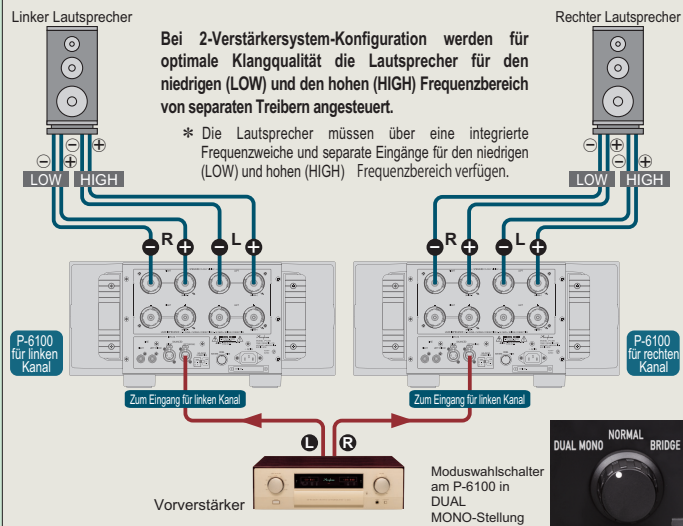 Linker Lautsprecher
Rechter Lautsprecher
Bei 2-Verstärkersystem-Konfiguration werden für
optimale Klangqualität die Lautsprecher für den
niedrigen (LOW) und den hohen (HIGH) Frequenzbereich
von separaten Treibern angesteuert.
* Die Lautsprecher müssen über eine integrierte
Frequenzweiche und separate Eingänge für den niedrigen
(LOW) und hohen (HIGH) Frequenzbereich verfügen.
LOW HIGH
LOW HIGH
R L
R L
P-6100
für linken
Kanal
P-6100
für rechten
Kanal
Zum Eingang für linken Kanal
Zum Eingang für linken Kanal
L R
Vorverstärker
Moduswahlschalter
am P-6100 in
DUAL
MONO-Stellung
DUAL MONO NORMAL BRIDGE